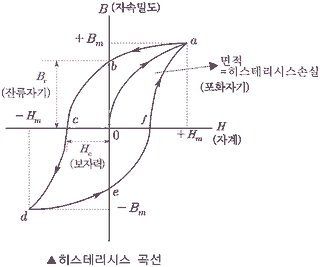 B (자속밀도)
+B_m
a
b
면적
=히스테리시스손실
(포화자기)
B_r
(잔류자기)
-H_m
c
0
f
H
(자계)
+H_m
H_c
(보자력)
e
d
-B_m
▲히스테리시스 곡선